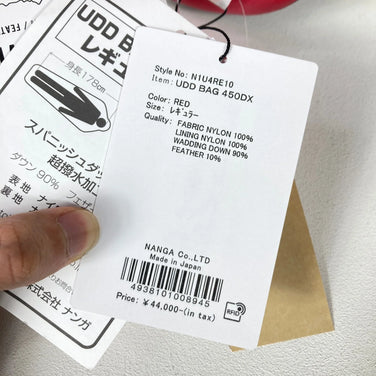 Style No: N1U4RE10
Item: UDD BAG 450DX
Color: RED
Size: ﾚｷﾞｭﾗｰ
Quality: FABRIC NYLON 100%
LINING NYLON 100%
WADDING DOWN 90%
FEATHER 10%
NANGA Co.,LTD
Made in Japan
4938101008945
Price: ¥ 44,000-(in tax)
RFID
UDD B
レギュ
身長178cm
スパニッシュダッ
超撥水加工
ダウン 90% フェザ
表地 ナイ
裏地
株式会社 ナンガ